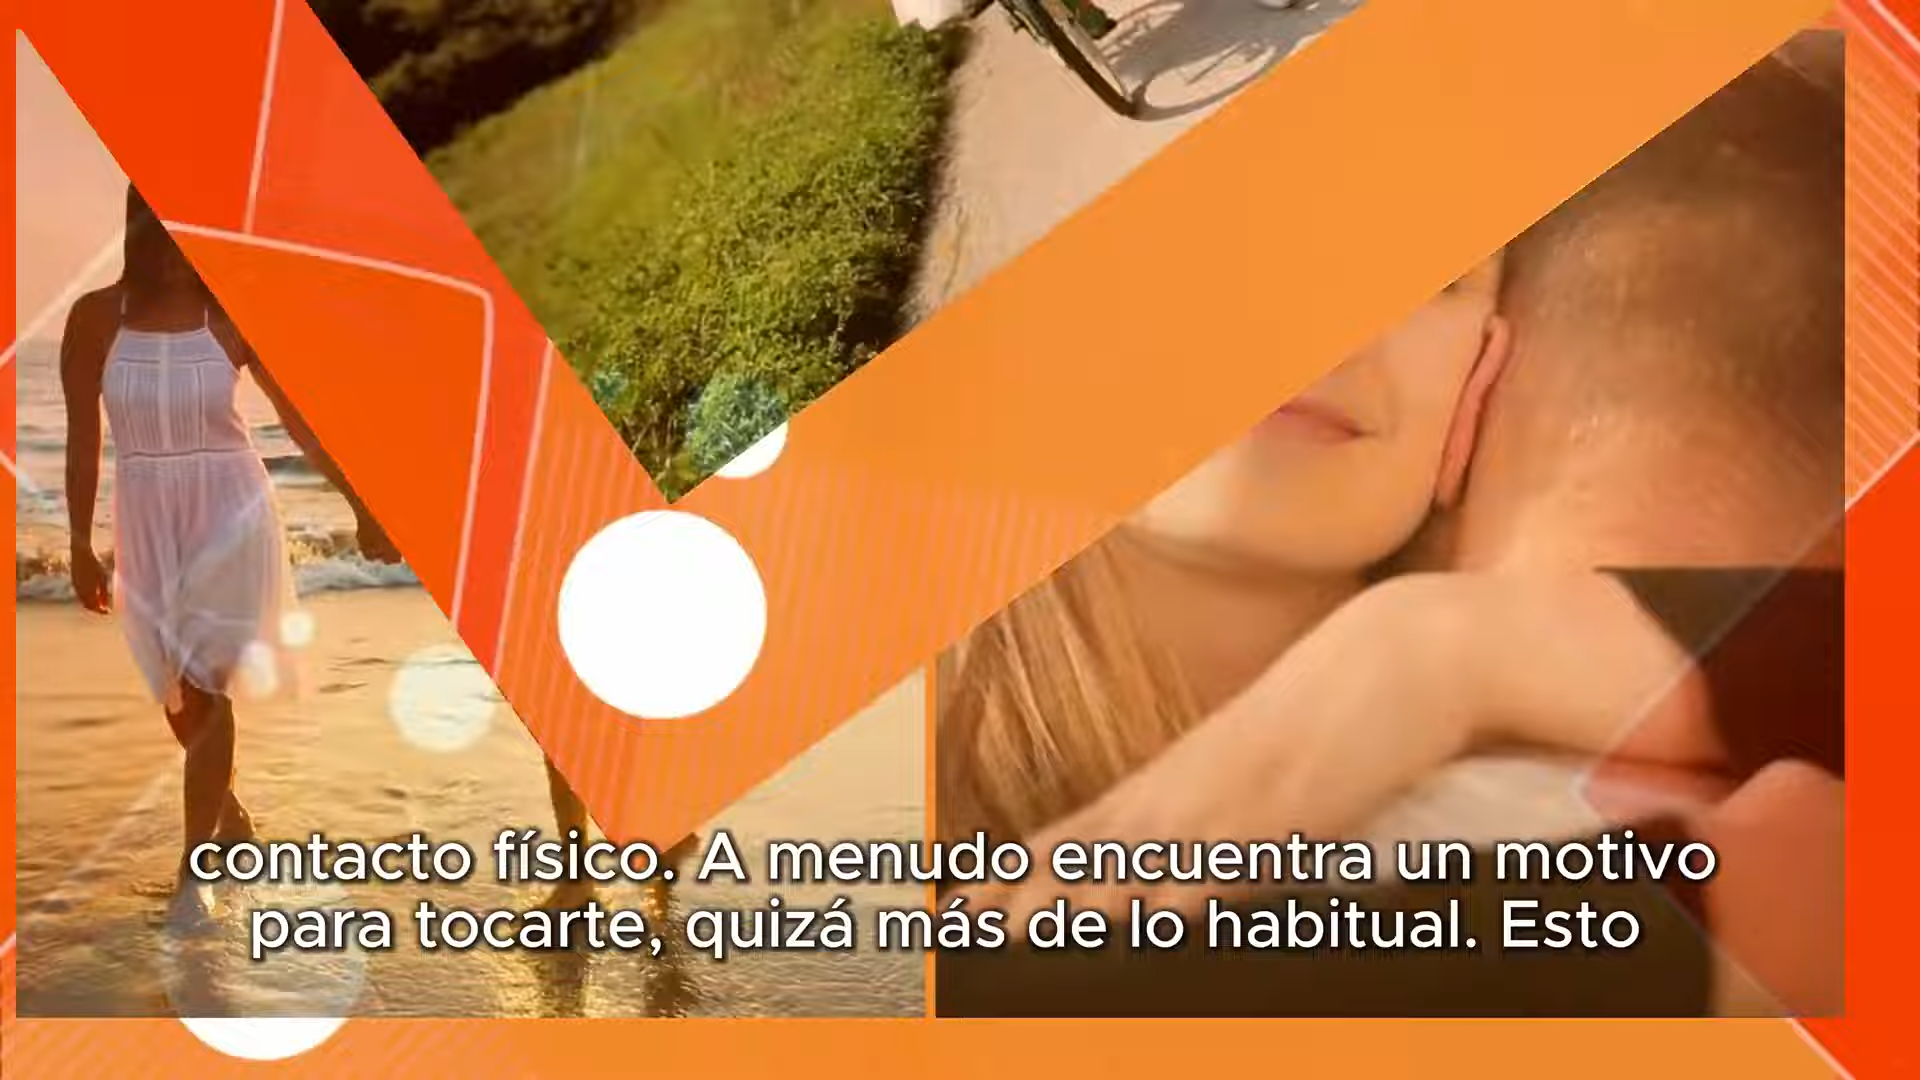 contacto físico. A menudo encuentra un motivo
para tocarte, quizá más de lo habitual. Esto